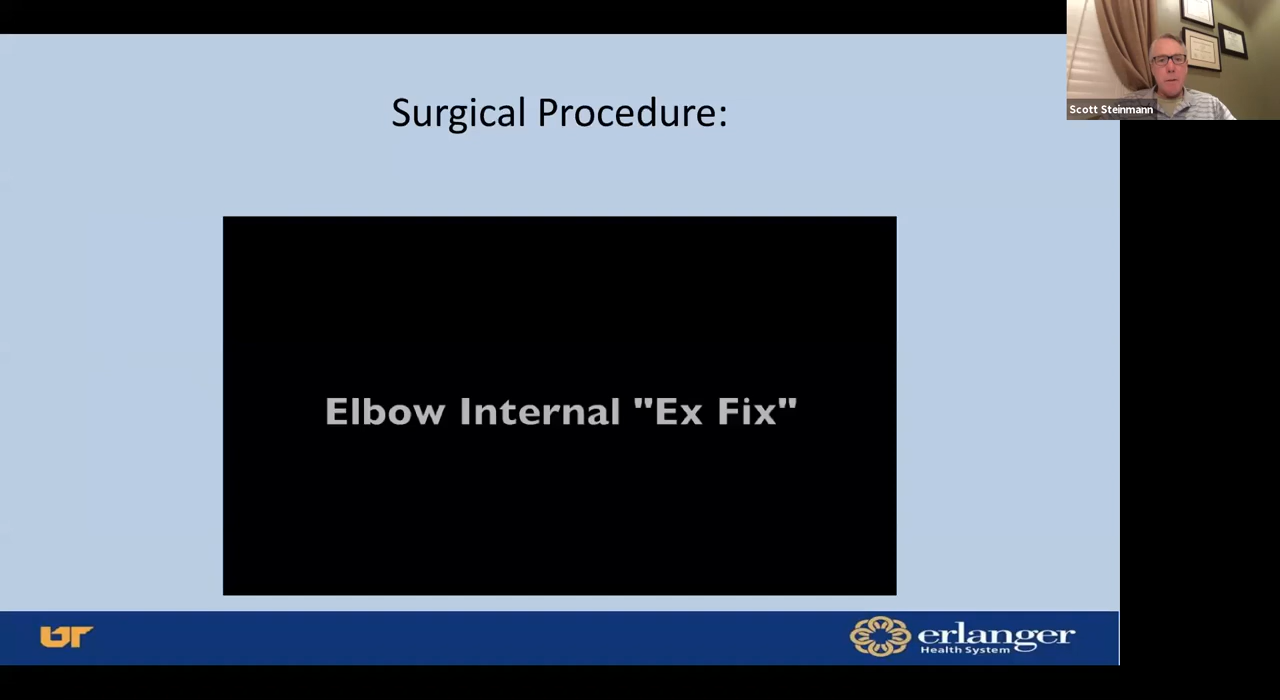 Scott Steinmann
Surgical Procedure:
Elbow Internal "Ex Fix"
UT
erlanger
Health System